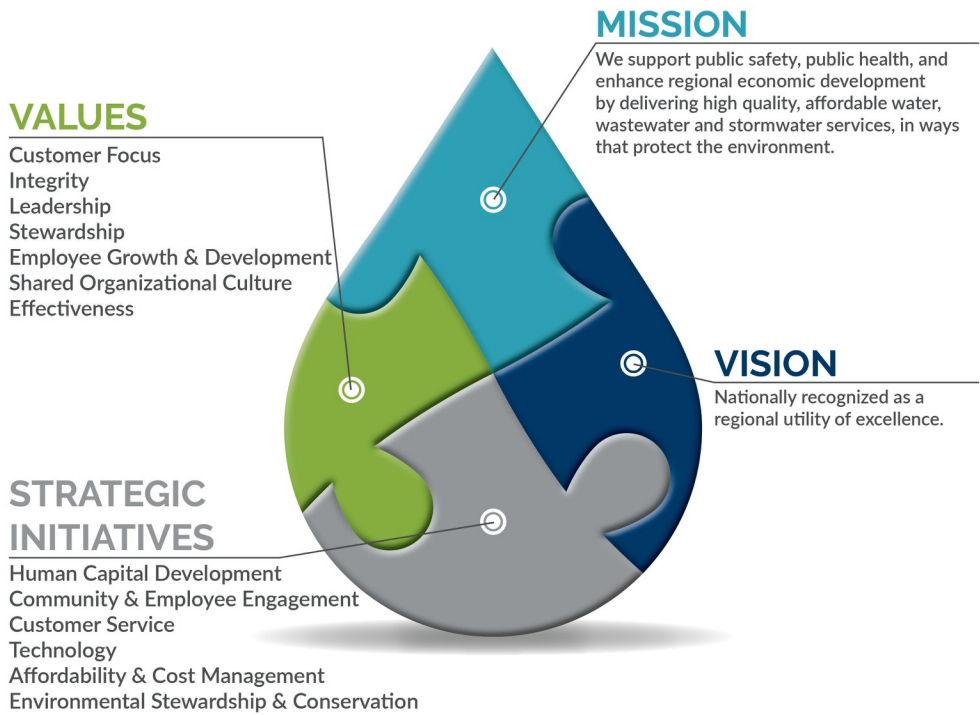 MISSION
We support public safety, public health, and
enhance regional economic development
by delivering high quality, affordable water,
wastewater and stormwater services, in ways
that protect the environment.
VALUES
Customer Focus
Integrity
Leadership
Stewardship
Employee Growth & Development
Shared Organizational Culture
Effectiveness
VISION
Nationally recognized as a
regional utility of excellence.
STRATEGIC
INITIATIVES
Human Capital Development
Community & Employee Engagement
Customer Service
Technology
Affordability & Cost Management
Environmental Stewardship & Conservation